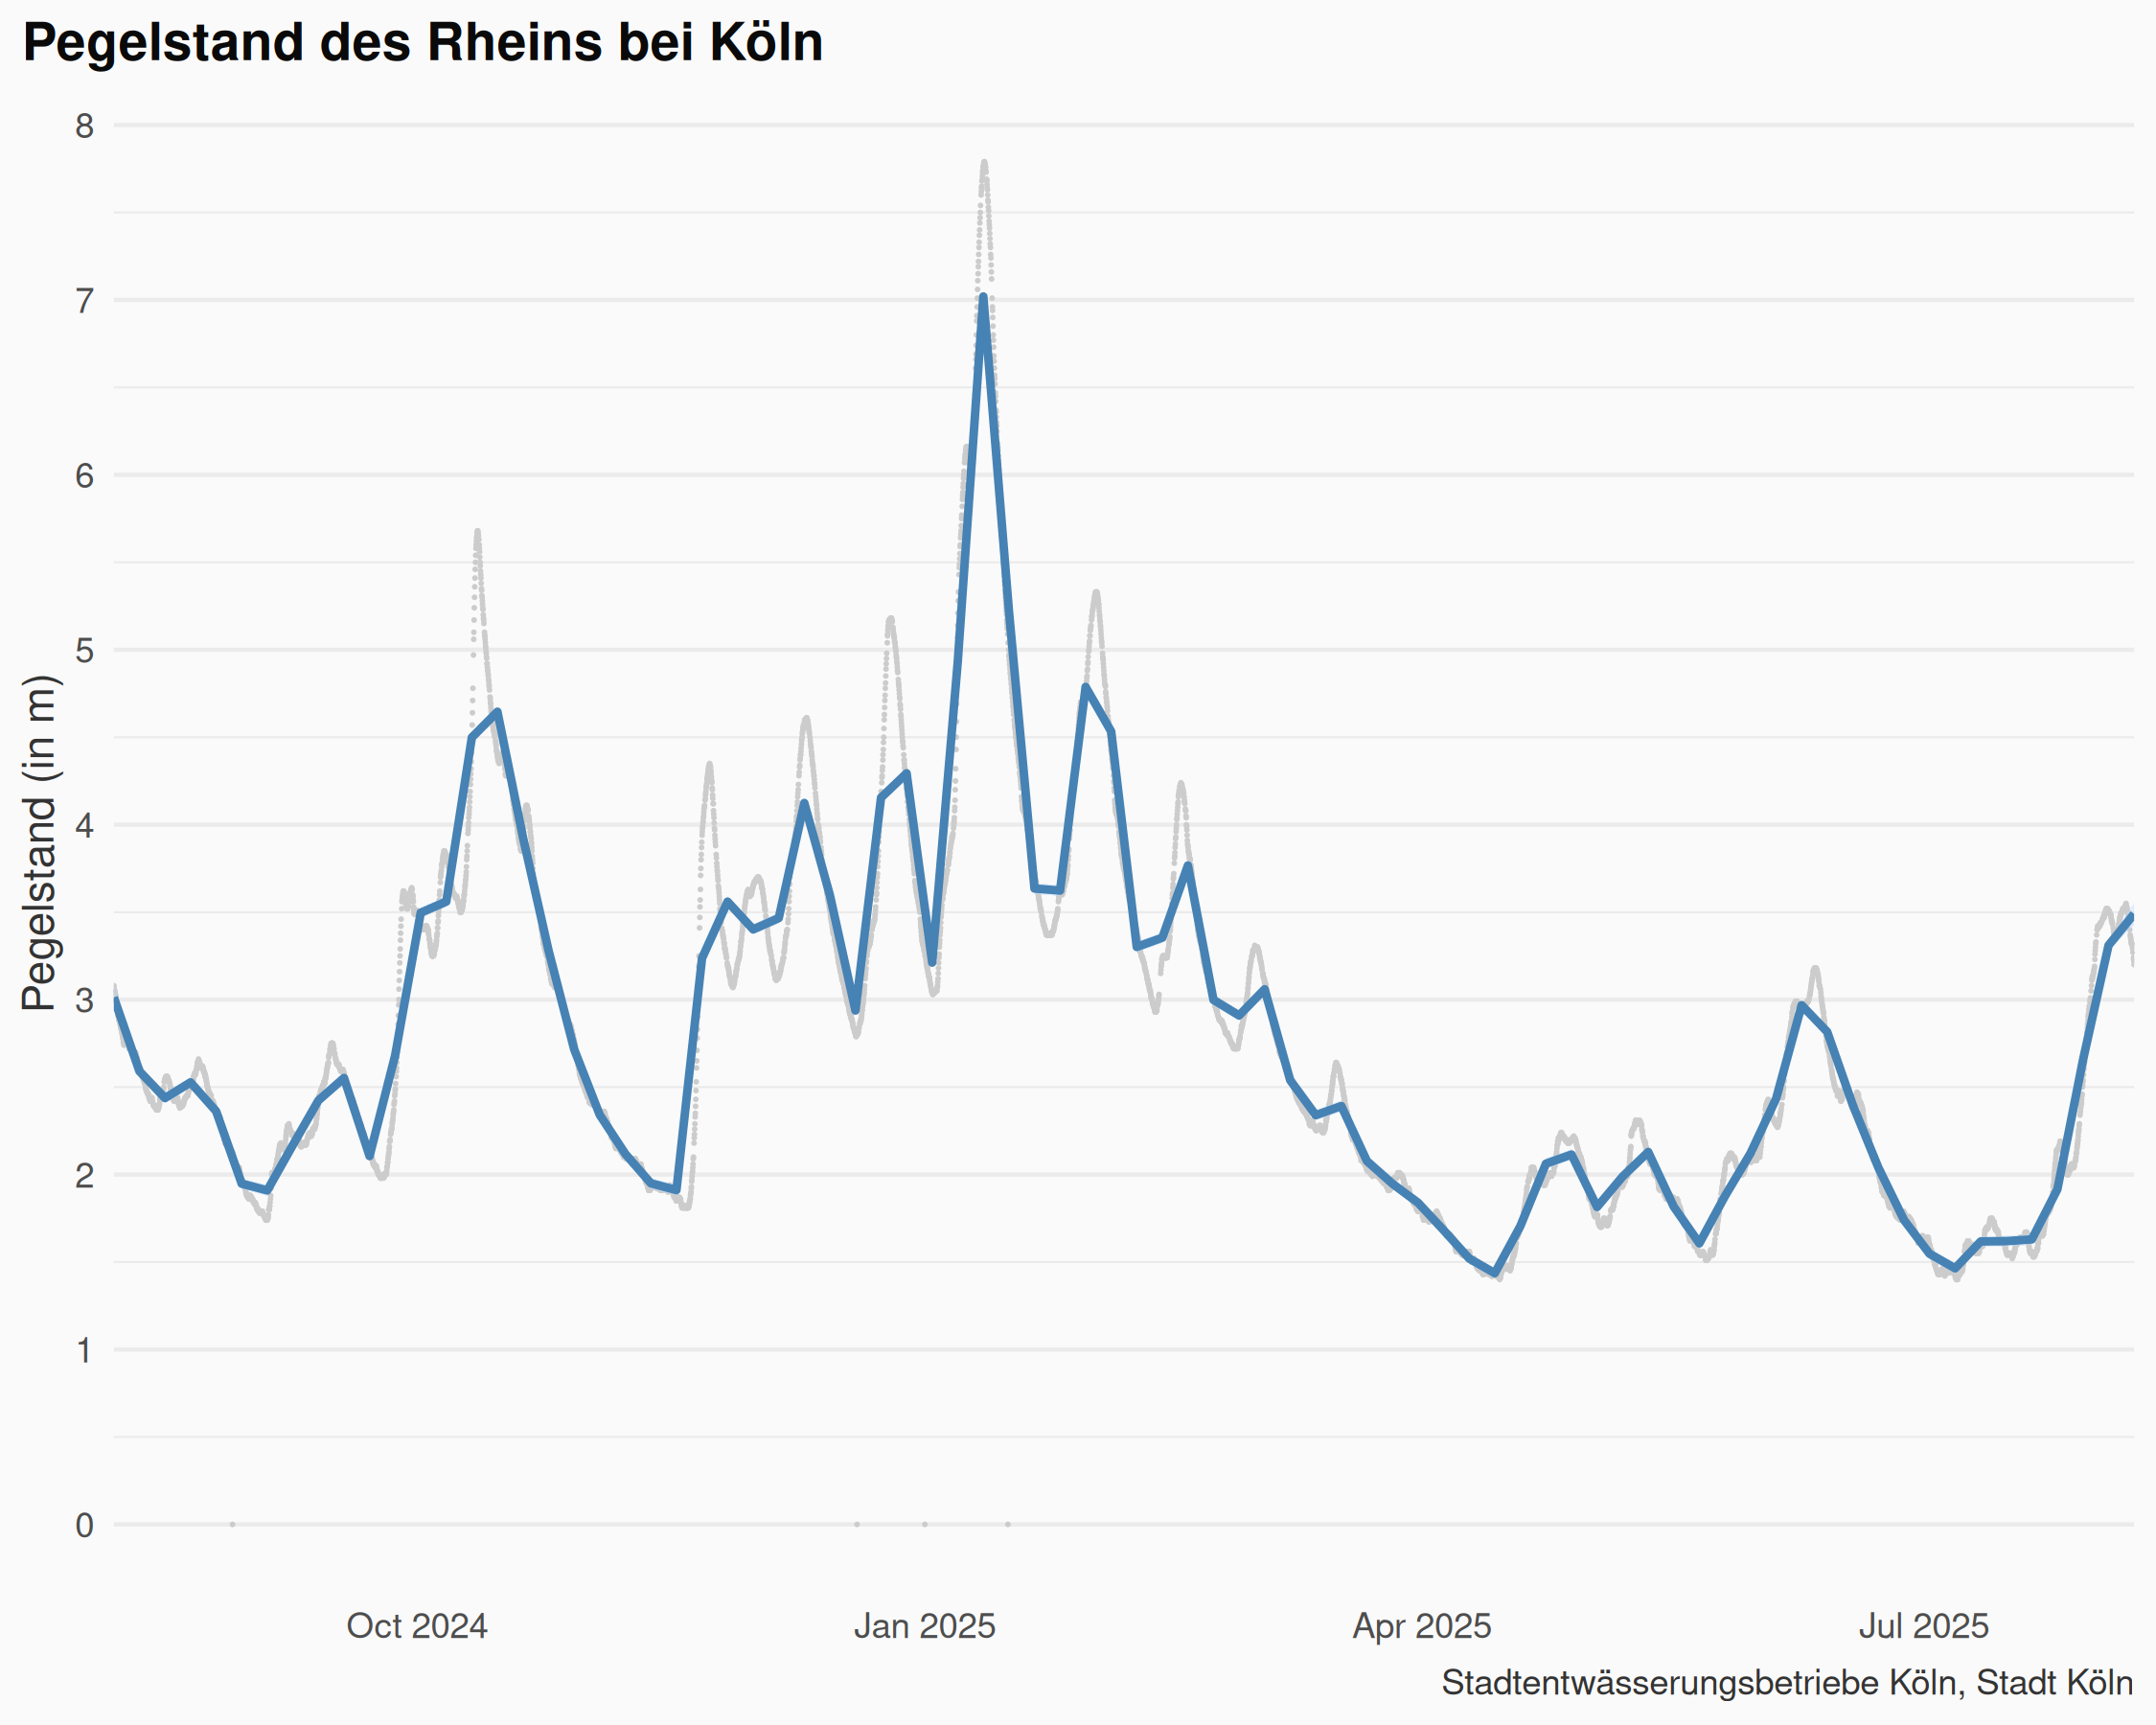 Pegelstand des Rheins bei Köln
Pegelstand (in m)
8
7
6
5
4
3
2
1
0
Oct 2024 Jan 2025 Apr 2025 Jul 2025
Stadtentwässerungsbetriebe Köln, Stadt Köln